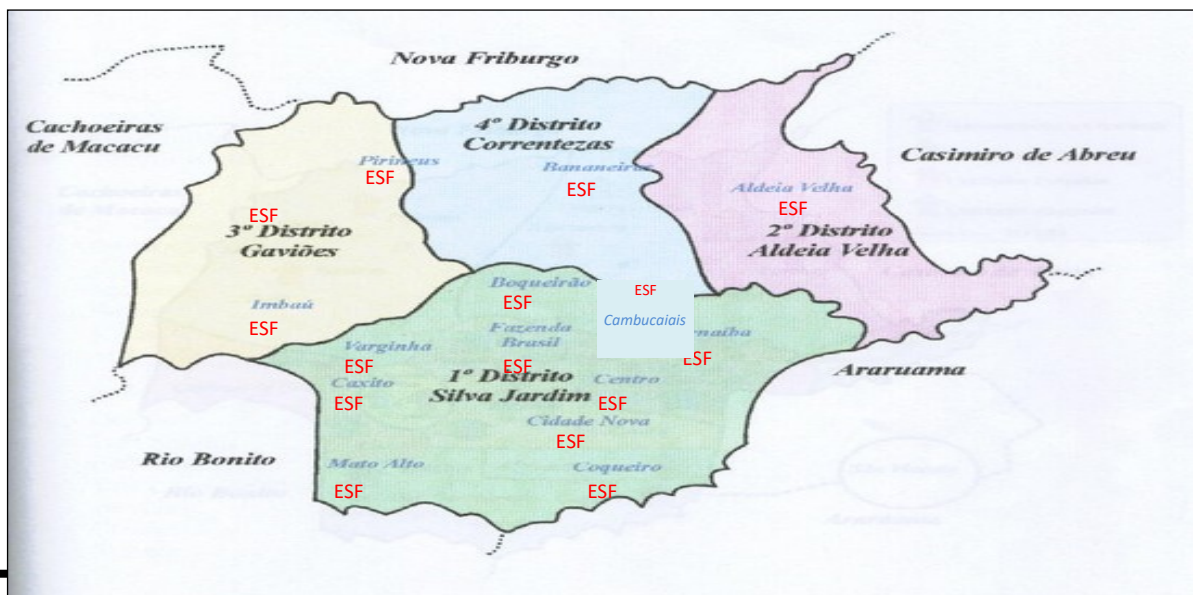 Nova Friburgo
Cachoeiras
de Macacu
4º Distrito
Correntezas
Pirineus
ESF
Bananeiras
ESF
Casimiro de Abreu
Aldeia Velha
ESF
2º Distrito
Aldeia Velha
ESF
3º Distrito
Gaviões
Imbaú
ESF
Boqueirão
ESF
ESF
Cambucaiais
Fazenda
Brasil
ESF
ESF
Varginha
ESF
Caxito
ESF
1º Distrito
Silva Jardim
Centro
ESF
Araruama
Cidade Nova
ESF
Rio Bonito
Mato Alto
ESF
Coqueiro
ESF